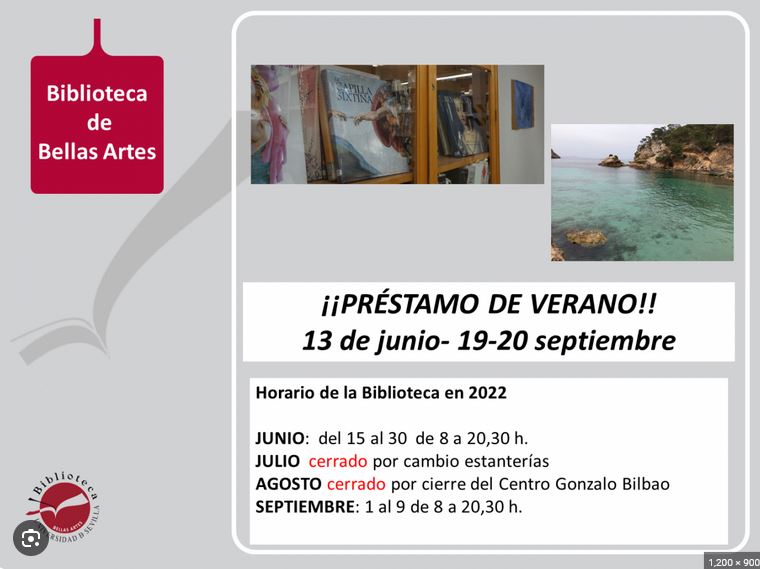 Biblioteca
de
Bellas Artes
CAPILLA
SIXTINA
¡¡PRÉSTAMO DE VERANO!!
13 de junio- 19-20 septiembre
Horario de la Biblioteca en 2022
JUNIO:  del 15 al 30  de 8 a 20,30 h.
JULIO  cerrado por cambio estanterías
AGOSTO cerrado por cierre del Centro Gonzalo Bilbao
SEPTIEMBRE: 1 al 9 de 8 a 20,30 h.
Biblioteca
BELLAS ARTES
UNIVERSIDAD D SEVILLA
1,200 × 900